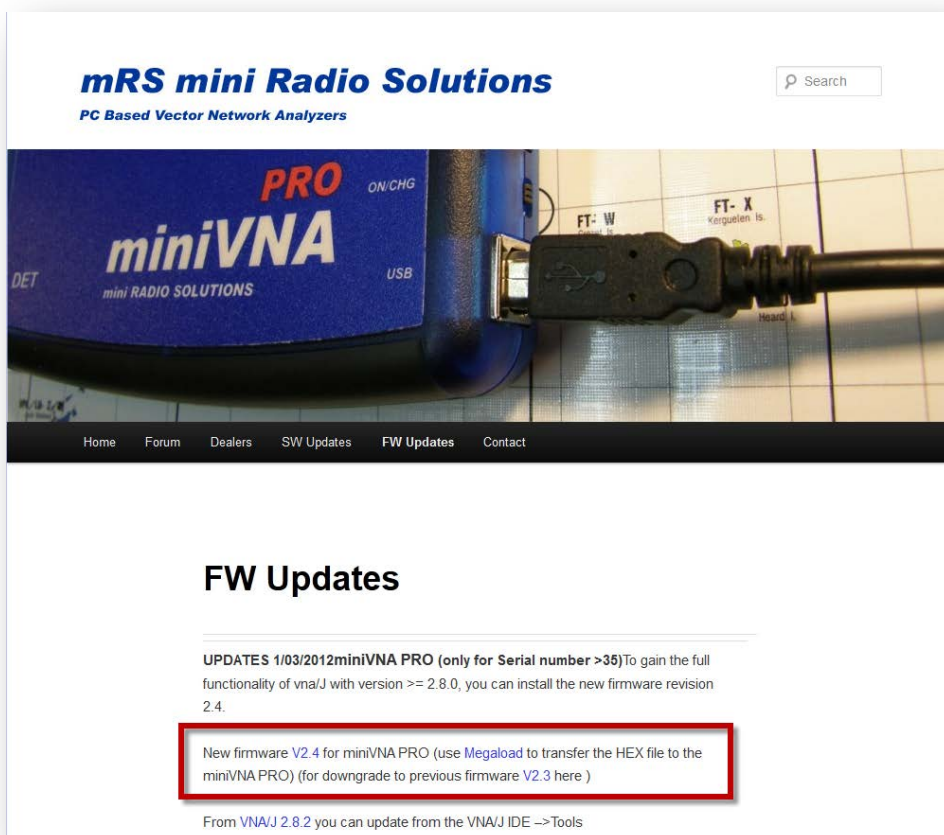 mRS mini Radio Solutions
Search
PC Based Vector Network Analyzers
PRO
ON/CHG
miniVNA
DET
USB
mini RADIO SOLUTIONS
FT- W
FT- X
Kerguelen Is.
Heard I.
Home Forum Dealers SW Updates FW Updates Contact
FW Updates
UPDATES 1/03/2012miniVNA PRO (only for Serial number >35)To gain the full
functionality of vna/J with version >= 2.8.0, you can install the new firmware revision
2.4.
New firmware V2.4 for miniVNA PRO (use Megaload to transfer the HEX file to the
miniVNA PRO) (for downgrade to previous firmware V2.3 here )
From VNA/J 2.8.2 you can update from the VNA/J IDE –>Tools